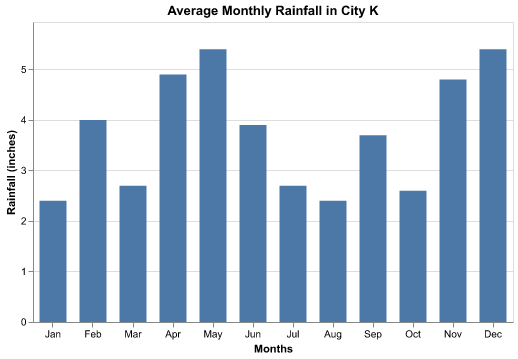 Average Monthly Rainfall in City K
Rainfall (inches)
5
4
3
2
1
0
Jan Feb Mar Apr May Jun Jul Aug Sep Oct Nov Dec
Months